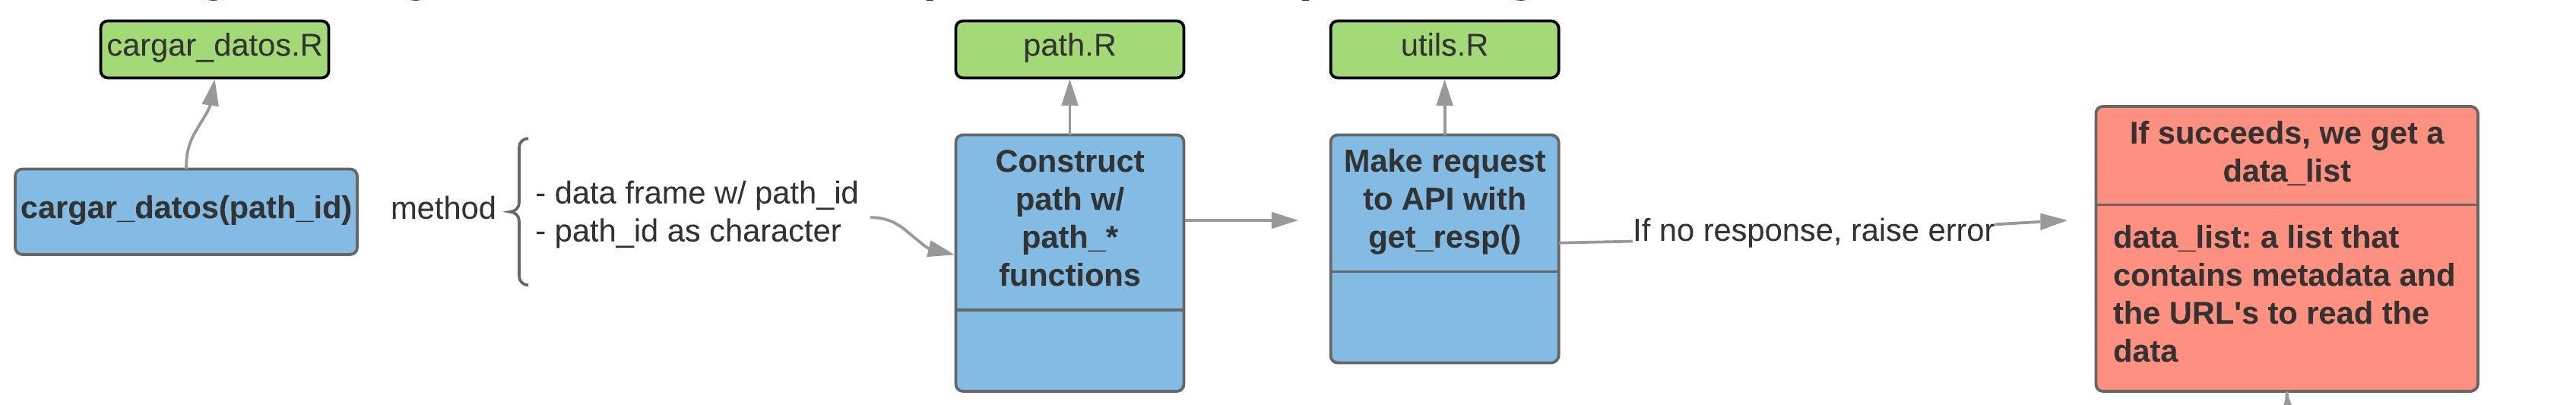 cargar_datos.R
path.R
utils.R
cargar_datos(path_id)
method
- data frame w/ path_id
- path_id as character
Construct
path w/
path_*
functions
Make request
to API with
get_resp()
If no response, raise error
If succeeds, we get a
data_list
data_list: a list that
contains metadata and
the URL's to read the
data